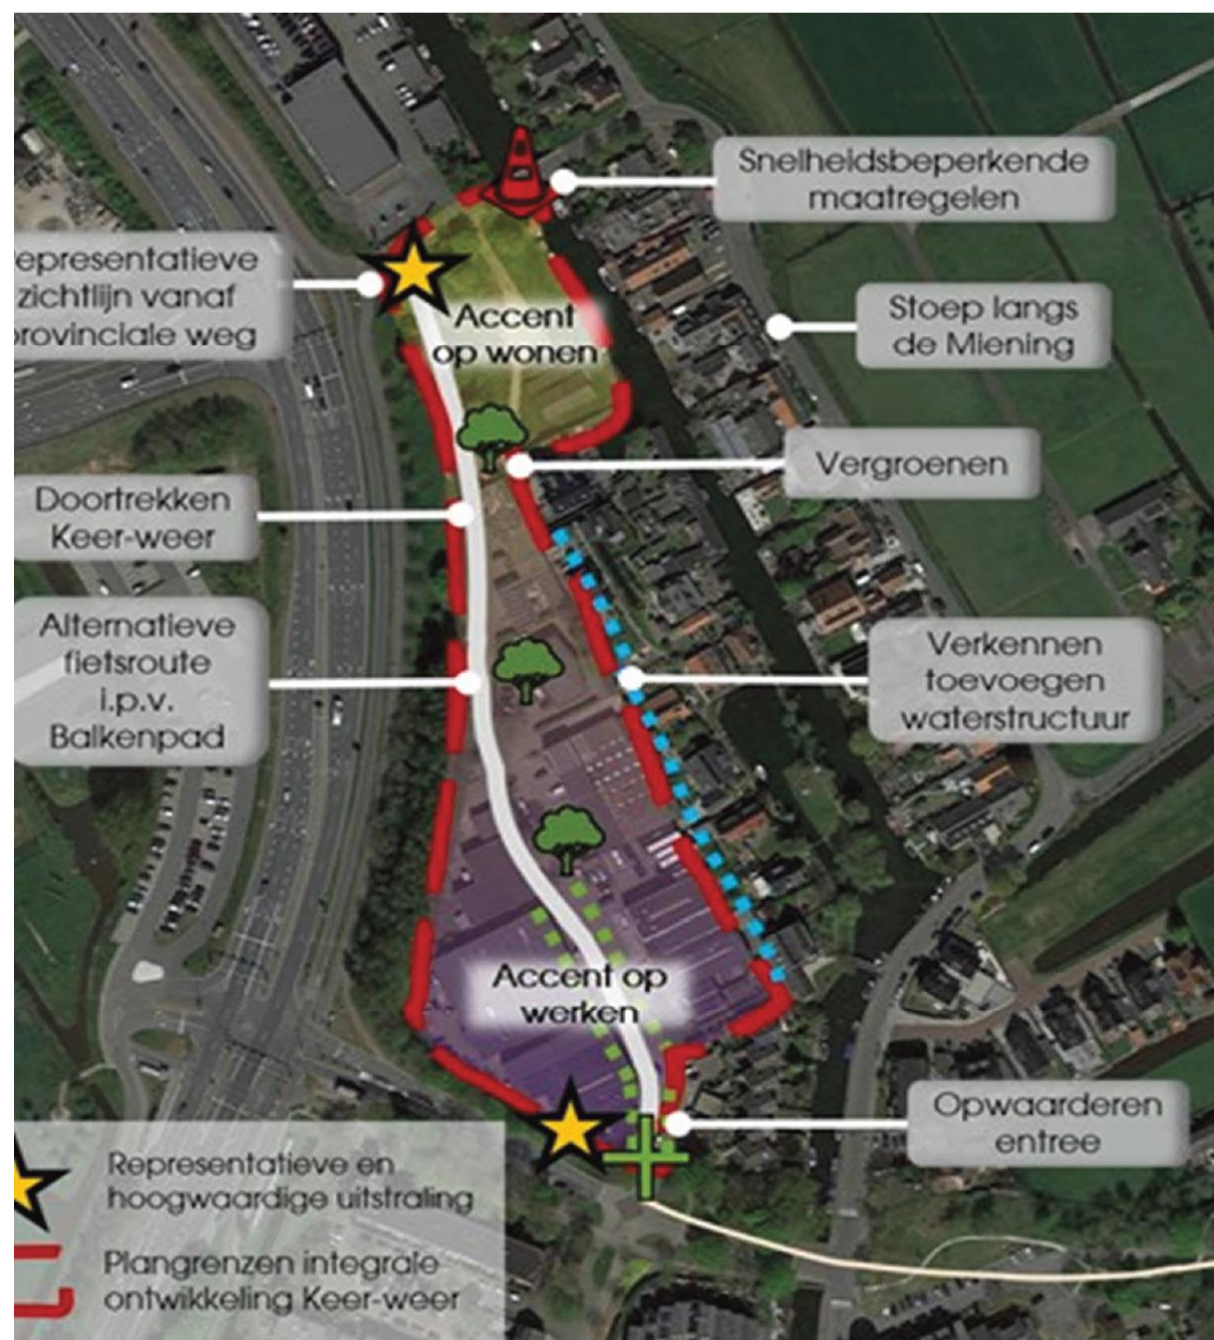 Snelheidsbeperkende
maatregelen
epresentatieve
zichtlijn vanaf
provinciale weg
Stoep langs
de Miening
Accent
op wonen
Vergroenen
Doortrekken
Keer-weer
Alternatieve
fietsroute
i.p.v.
Balkenpad
Verkennen
toevoegen
waterstructuur
Accent op
werken
Opwaarderen
entree
Representatieve en
hoogwaardige uitstraling
Plangrenzen integrale
ontwikkeling Keer-weer